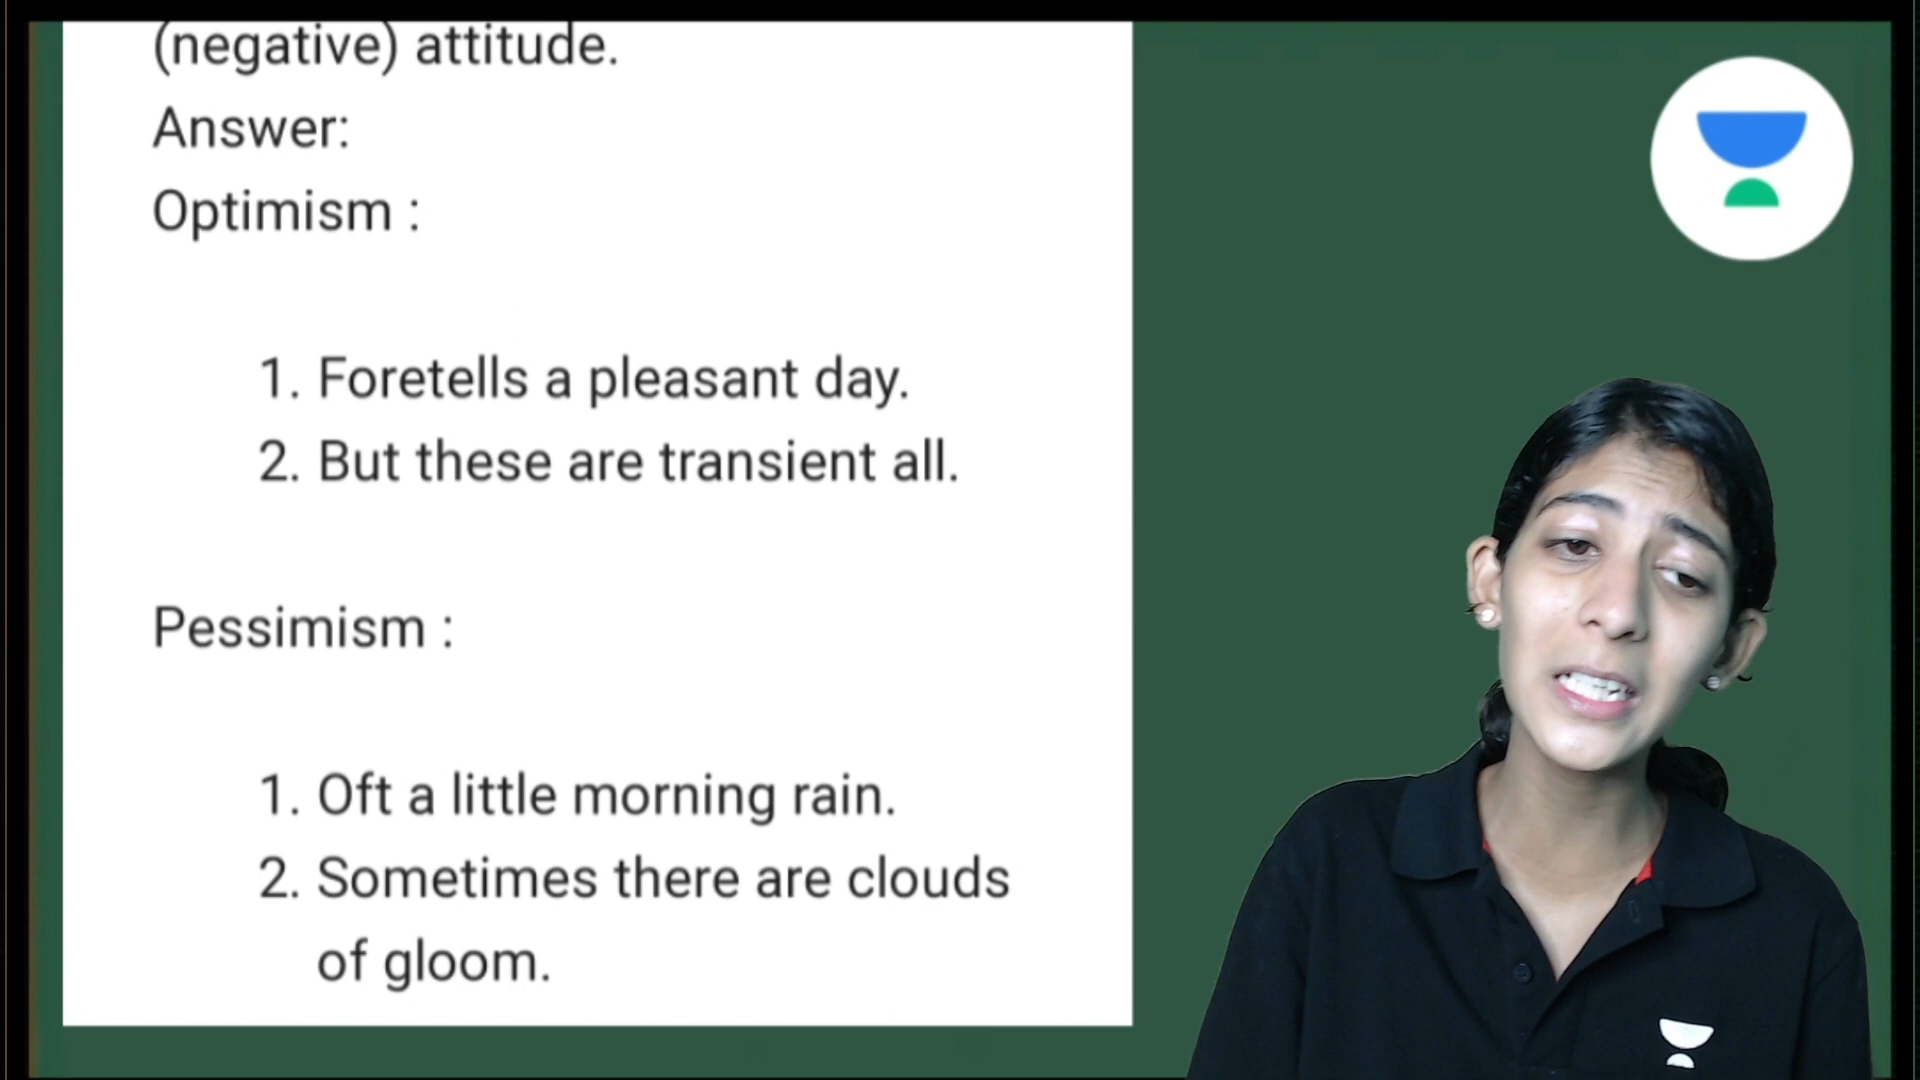 (negative) attitude.
Answer:
Optimism :
1. Foretells a pleasant day.
2. But these are transient all.
Pessimism :
1. Oft a little morning rain.
2. Sometimes there are clouds
of gloom.